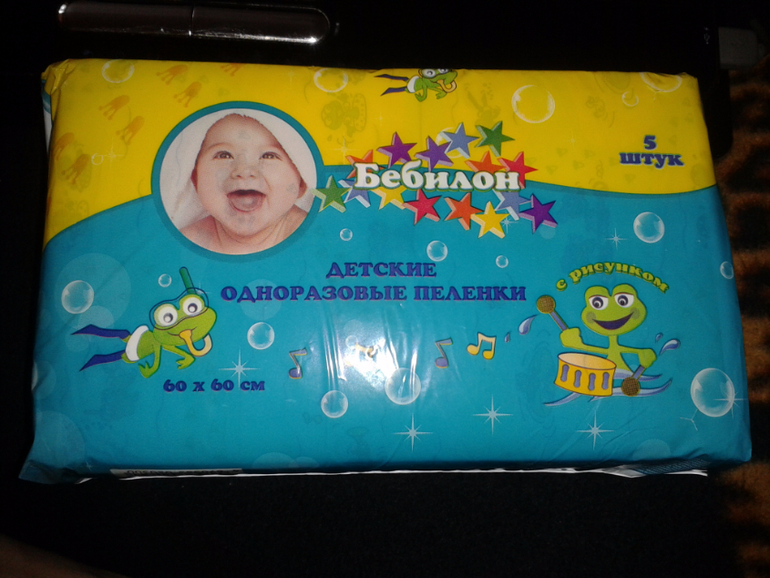 5
штук
Бебилон
ДЕТСКИЕ
ОДНОРАЗОВЫЕ ПЕЛЕНКИ
с рисунком
60 х 60 см